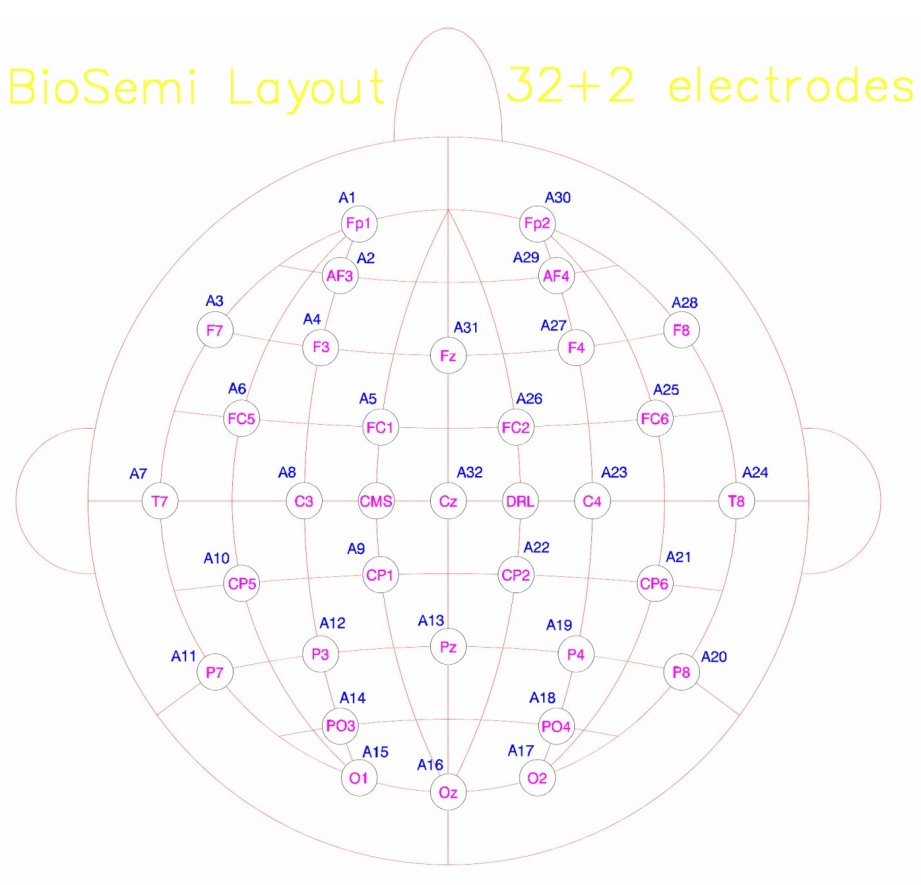 BioSemi Layout 32+2 electrodes
A1 A30
Fp1 Fp2
A2 A29
AF3 AF4
A3 A28
F7 F8
A4 A31 A27
F3 Fz F4
A6 A5 A26 A25
FC5 FC1 FC2 FC6
A7 A8 A32 A23 A24
T7 C3 CMS Cz DRL C4 T8
A10 A9 A22 A21
CP5 CP1 CP2 CP6
A12 A13 A19
P3 Pz P4
A11 A20
P7 P8
A14 A18
PO3 PO4
A15 A16 A17
O1 Oz O2